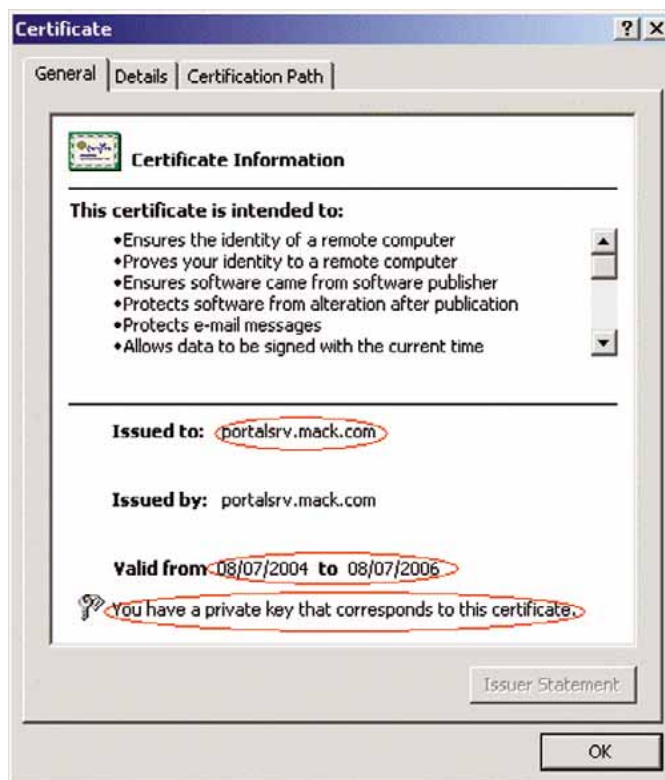 Certificate
? X
General Details Certification Path
Certificate Information
This certificate is intended to:
•Ensures the identity of a remote computer
•Proves your identity to a remote computer
•Ensures software came from software publisher
•Protects software from alteration after publication
•Protects e-mail messages
•Allows data to be signed with the current time
Issued to: portalsrv.mack.com
Issued by: portalsrv.mack.com
Valid from 08/07/2004 to 08/07/2006
You have a private key that corresponds to this certificate.
Issuer Statement
OK